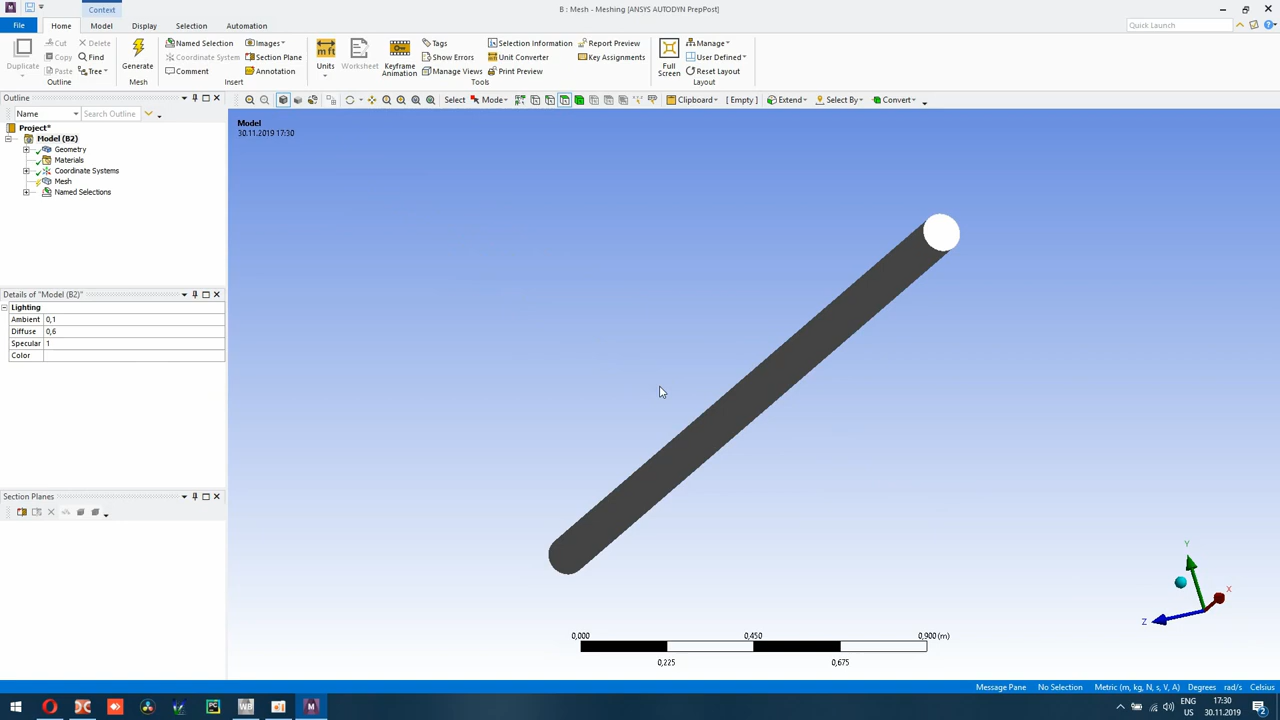 Context
B : Mesh - Meshing [ANSYS AUTODYN PrepPost]
File
Home
Model
Display
Selection
Automation
Quick Launch
Duplicate
Cut
Copy
Paste
Delete
Find
Tree
Outline
Generate
Mesh
Named Selection
Coordinate System
Comment
Images
Section Plane
Annotation
Insert
Units
Worksheet
Keyframe
Animation
Tags
Show Errors
Manage Views
Selection Information
Unit Converter
Print Preview
Report Preview
Key Assignments
Tools
Full
Screen
Manage
User Defined
Reset Layout
Layout
Outline
Select
Mode
Clipboard
[ Empty ]
Extend
Select By
Convert
Name
Search Outline
Project*
Model (B2)
Geometry
Materials
Coordinate Systems
Mesh
Named Selections
Model
30.11.2019 17:30
Details of "Model (B2)"
Lighting
Ambient 0,1
Diffuse 0,6
Specular 1
Color
Section Planes
0,000 0,450 0,900 (m)
0,225 0,675
Y
X
Z
Message Pane No Selection Metric (m, kg, N, s, V, A) Degrees rad/s Celsius
ENG
US
17:30
30.11.2019
2